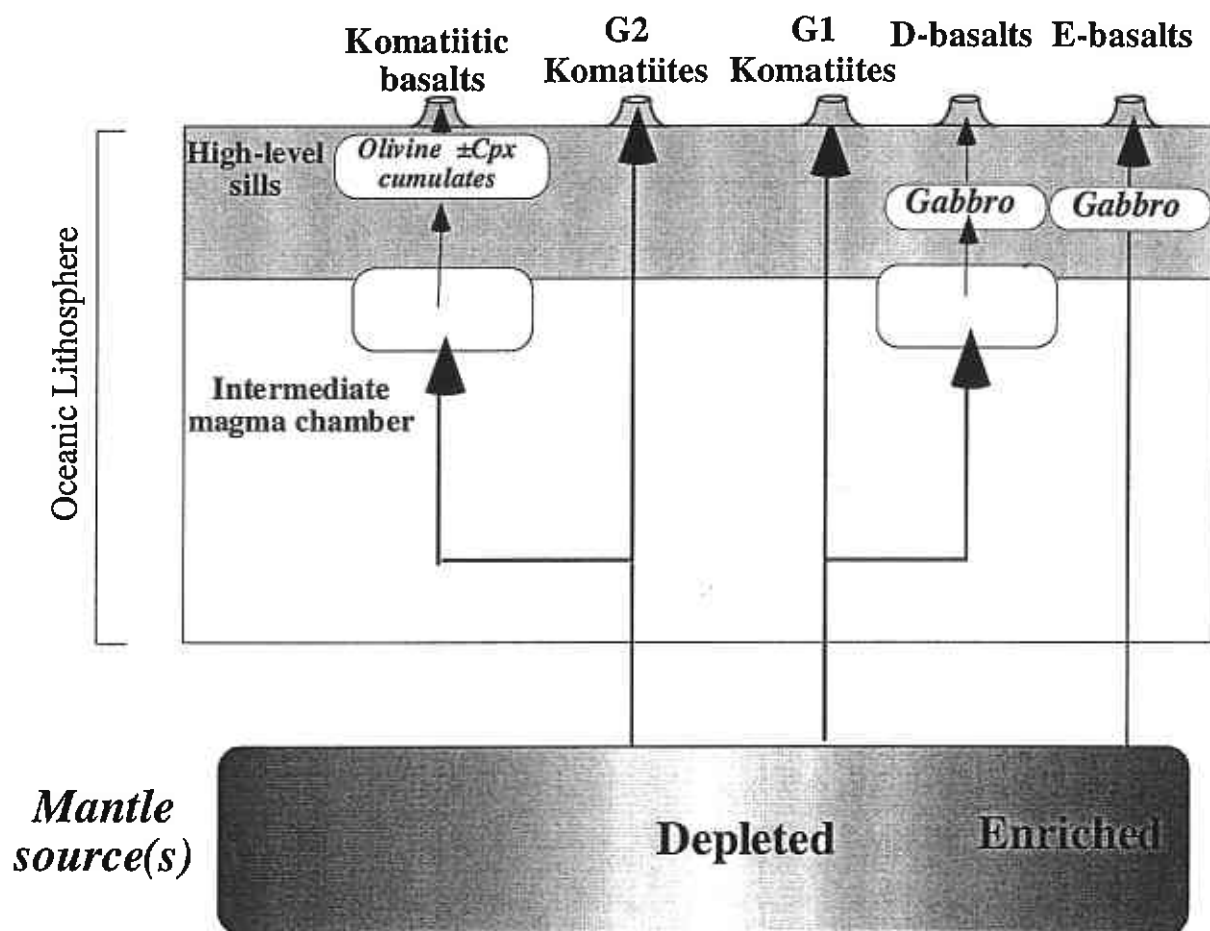 Komatiitic
basalts
G2
Komatiites
G1
Komatiites
D-basalts
E-basalts
High-level
sills
Olivine ±Cpx
cumulates
Gabbro
Gabbro
Oceanic Lithosphere
Intermediate
magma chamber
Mantle
source(s)
Depleted
Enriched